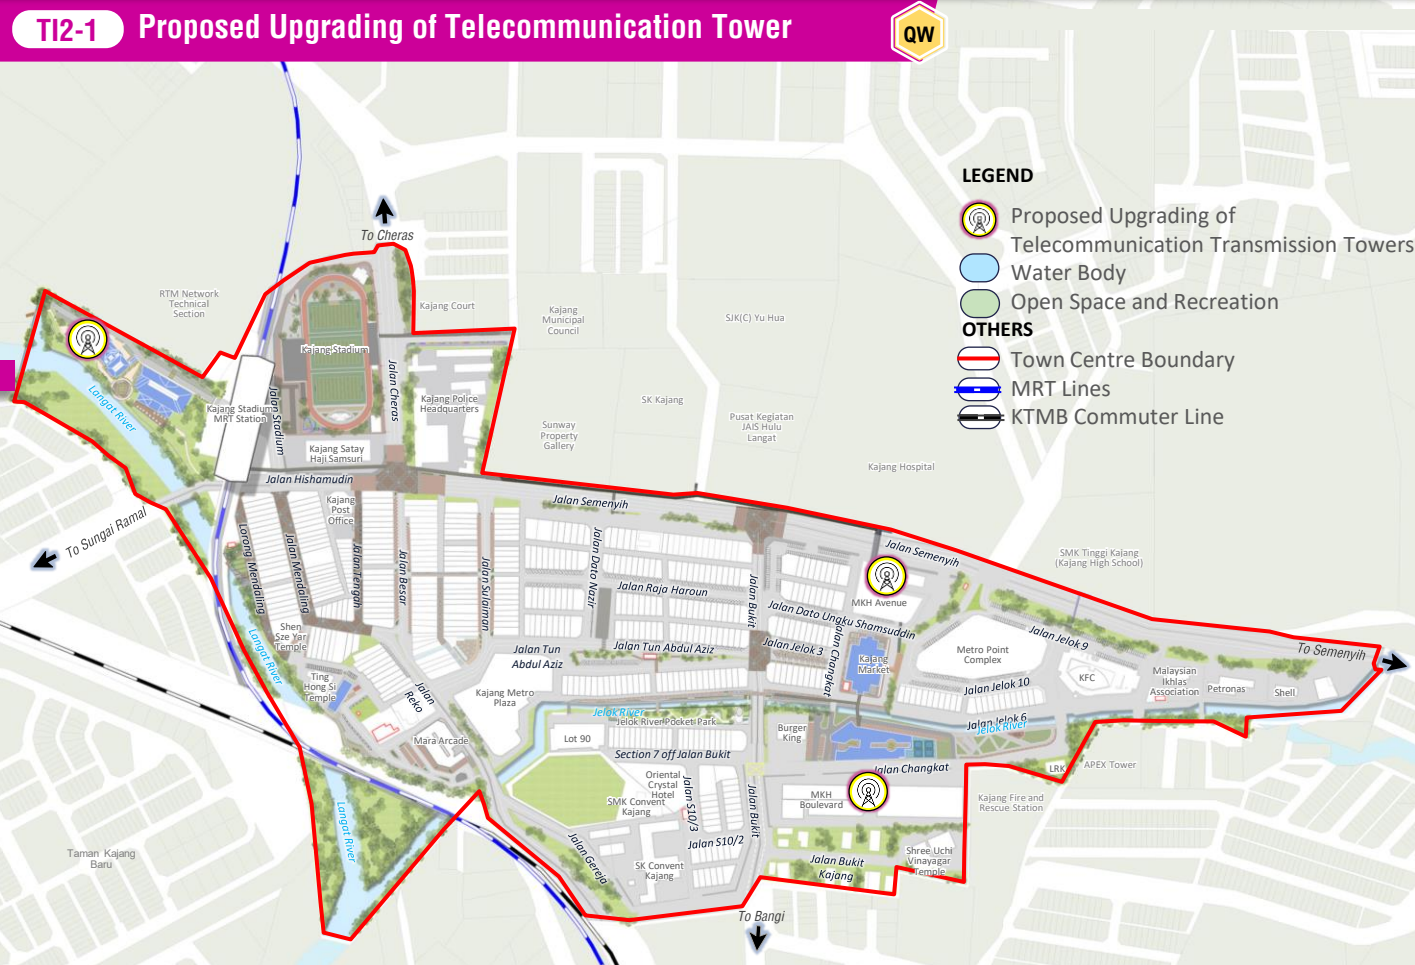 TI2-1 Proposed Upgrading of Telecommunication Tower
QW
LEGEND
Proposed Upgrading of
Telecommunication Transmission Towers
Water Body
Open Space and Recreation
OTHERS
Town Centre Boundary
MRT Lines
KTMB Commuter Line
To Cheras
RTM Network
Technical
Section
Kajang Court
Kajang
Municipal
Council
SJK(C) Yu Hua
Kajang Stadium
Jalan Cheras
Langat River
Kajang Stadium
MRT Station
Jalan Stadium
Kajang Police
Headquarters
SK Kajang
Pusat Kegiatan
JAIS Hulu
Langat
Sunway
Property
Gallery
Kajang Satay
Haji Samsuri
Kajang Hospital
Jalan Hishamudin
Jalan Semenyih
Kajang
Post
Office
To Sungai Ramal
Lorong Mendaling
Jalan Mendaling
Jalan Tengah
Jalan Besar
Jalan Sulaiman
Jalan Dato Nazir
Jalan Raja Haroun
Jalan Bukit
Jalan Semenyih
MKH Avenue
SMK Tinggi Kajang
(Kajang High School)
Jalan Dato Ungku Shamsuddin
Jalan Jelok 3
Jalan Changkat
Kajang
Market
Shen
Sze Yar
Temple
Langat River
Jalan Tun
Abdul Aziz
Jalan Tun Abdul Aziz
Jalan Jelok 9
Metro Point
Complex
To Semenyih
Ting
Hong Si
Temple
Jalan
Reko
Kajang Metro
Plaza
KFC
Malaysian
Ikhlas
Association
Petronas
Shell
Jalan Jelok 10
Jelok River
Jelok River Pocket Park
Jalan Jelok 6
Jelok River
Mara Arcade
Lot 90
Burger
King
Section 7 off Jalan Bukit
Jalan Changkat
LRK
APEX Tower
Oriental
Crystal
Hotel
SMK Convent
Kajang
Jalan S10/3
Jalan Bukit
MKH
Boulevard
Kajang Fire and
Rescue Station
Langat River
Jalan S10/2
Jalan Gereja
SK Convent
Kajang
Jalan Bukit
Kajang
Shree Uchi
Vinayagar
Temple
Taman Kajang
Baru
To Bangi